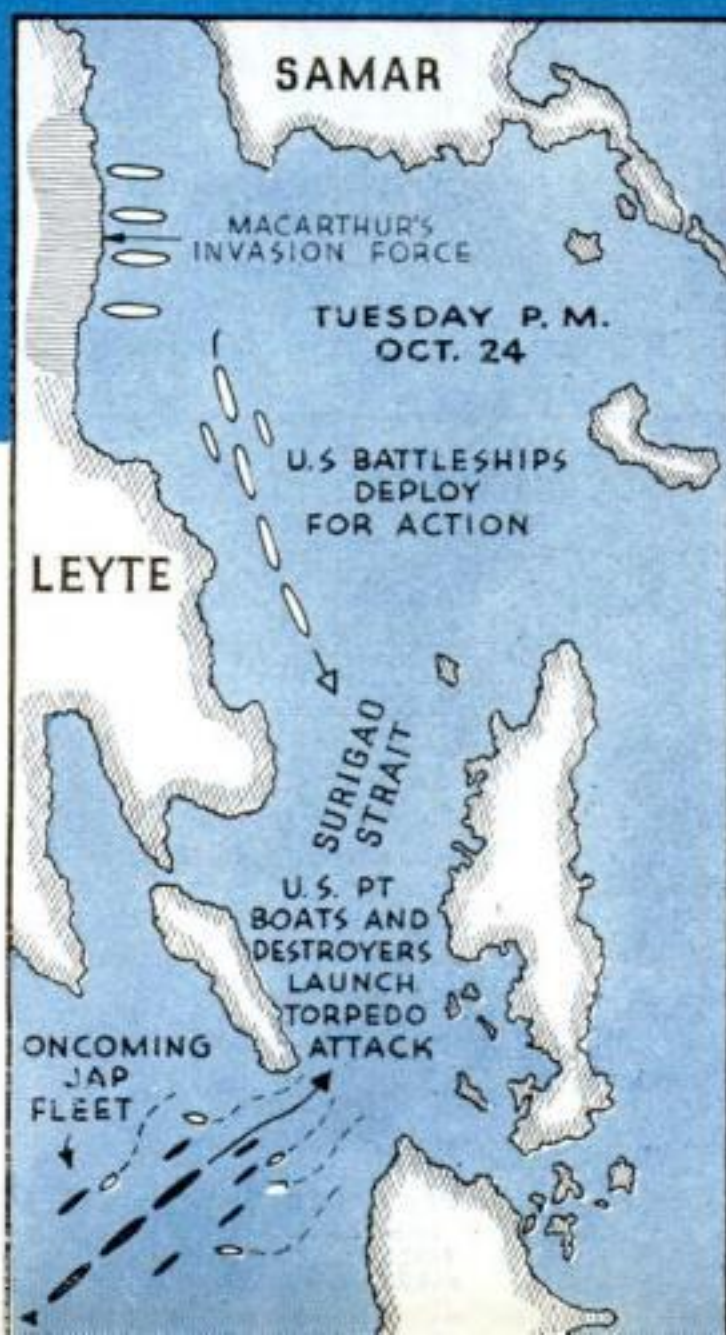 SAMAR
MACARTHUR'S
INVASION FORCE
TUESDAY P. M.
OCT. 24
U.S BATTLESHIPS
DEPLOY
FOR ACTION
LEYTE
SURIGAO
STRAIT
U.S. PT
BOATS AND
DESTROYERS
LAUNCH
TORPEDO
ATTACK
ONCOMING
JAP
FLEET